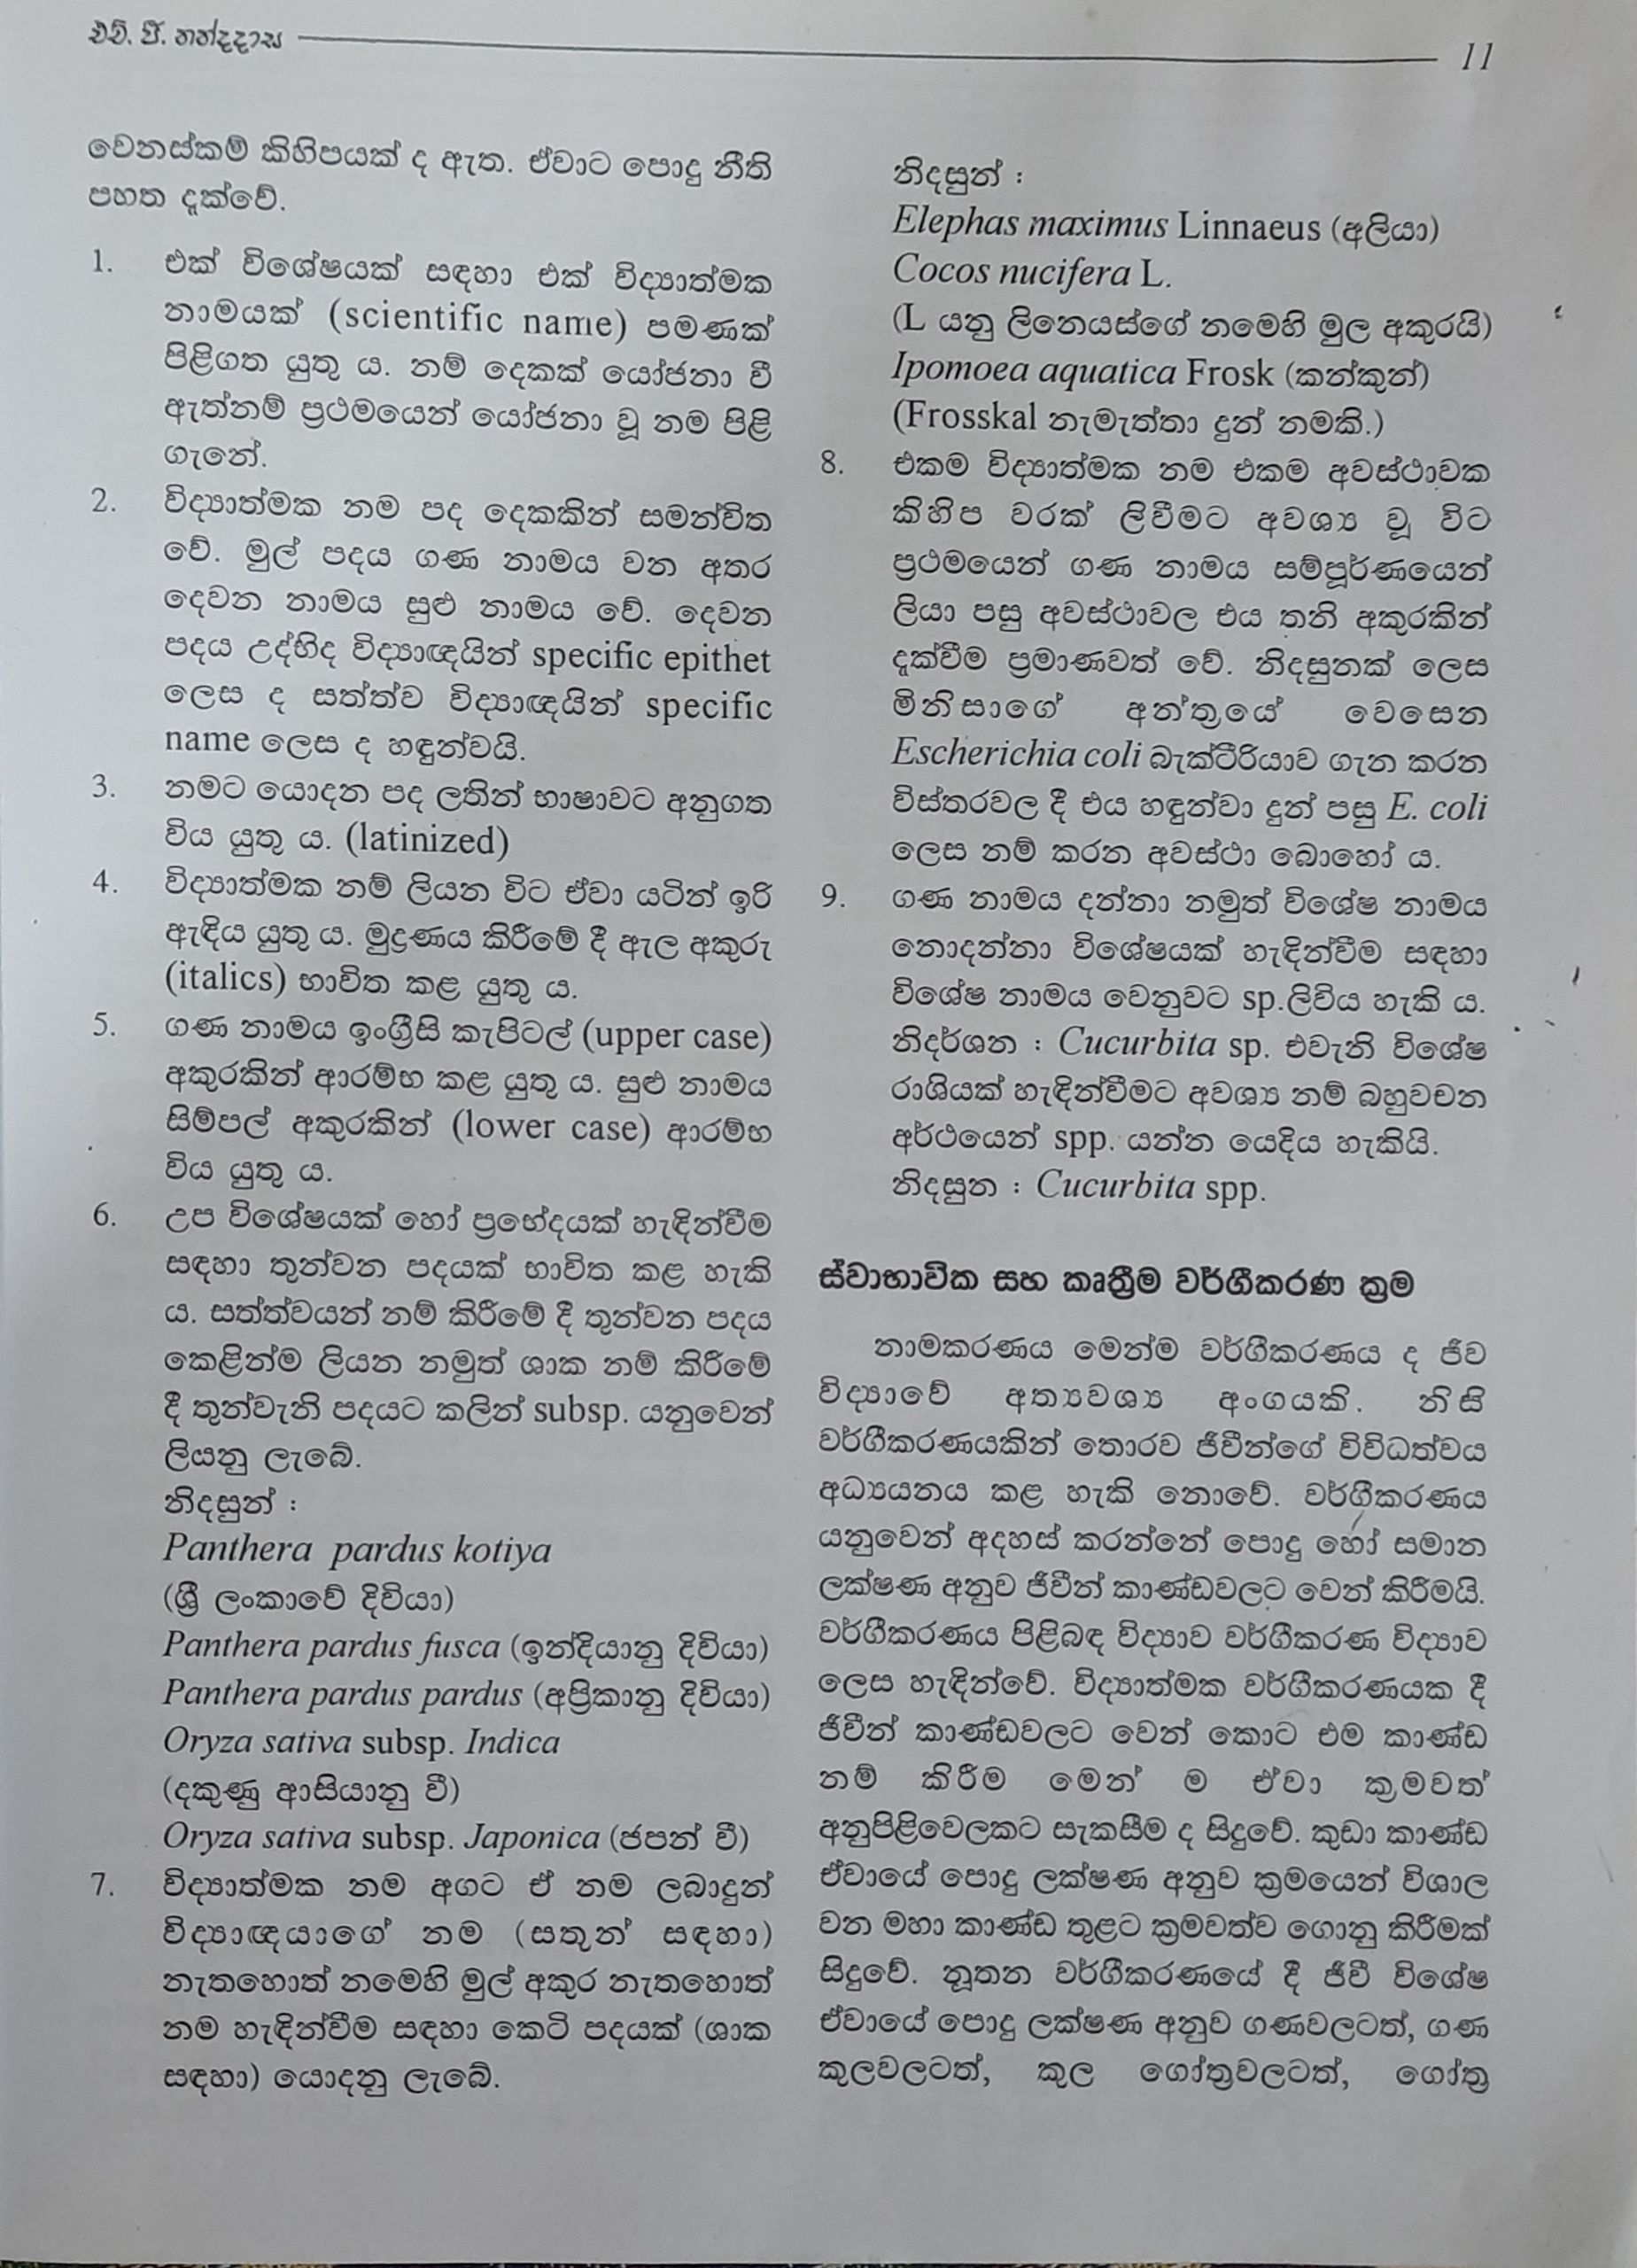 එච්. පී. නන්දදාස
11
වෙනස්කම් කිහිපයක් ද ඇත. ඒවාට පොදු නීති
පහත දැක්වේ.
1. එක් විශේෂයක් සඳහා එක් විද්‍යාත්මක
නාමයක් (scientific name) පමණක්
පිළිගත යුතු ය. නම් දෙකක් යෝජනා වී
ඇත්නම් ප්‍රථමයෙන් යෝජනා වූ නම පිළි
ගැනේ.
2. විද්‍යාත්මක නම පද දෙකකින් සමන්විත
වේ. මුල් පදය ගණ නාමය වන අතර
දෙවන නාමය සුළු නාමය වේ. දෙවන
පදය උද්භිද විද්‍යාඥයින් specific epithet
ලෙස ද සත්ත්ව විද්‍යාඥයින් specific
name ලෙස ද හඳුන්වයි.
3. නමට යොදන පද ලතින් භාෂාවට අනුගත
විය යුතු ය. (latinized)
4. විද්‍යාත්මක නම් ලියන විට ඒවා යටින් ඉරි
ඇඳිය යුතු ය. මුද්‍රණය කිරීමේ දී ඇල අකුරු
(italics) භාවිත කළ යුතු ය.
5. ගණ නාමය ඉංග්‍රීසි කැපිටල් (upper case)
අකුරකින් ආරම්භ කළ යුතු ය. සුළු නාමය
සිම්පල් අකුරකින් (lower case) ආරම්භ
විය යුතු ය.
6. උප විශේෂයක් හෝ ප්‍රභේදයක් හැඳින්වීම
සඳහා තුන්වන පදයක් භාවිත කළ හැකි
ය. සත්ත්වයන් නම් කිරීමේ දී තුන්වන පදය
කෙළින්ම ලියන නමුත් ශාක නම් කිරීමේ
දී තුන්වැනි පදයට කලින් subsp. යනුවෙන්
ලියනු ලැබේ.
නිදසුන් :
Panthera pardus kotiya
(ශ්‍රී ලංකාවේ දිවියා)
Panthera pardus fusca (ඉන්දියානු දිවියා)
Panthera pardus pardus (අප්‍රිකානු දිවියා)
Oryza sativa subsp. Indica
(දකුණු ආසියානු වී)
Oryza sativa subsp. Japonica (ජපන් වී)
7. විද්‍යාත්මක නම අගට ඒ නම ලබාදුන්
විද්‍යාඥයාගේ නම (සතුන් සඳහා)
නැතහොත් නමෙහි මුල් අකුර නැතහොත්
නම හැඳින්වීම සඳහා කෙටි පදයක් (ශාක
සඳහා) යොදනු ලැබේ.
නිදසුන් :
Elephas maximus Linnaeus (අලියා)
Cocos nucifera L.
(L යනු ලිනෙයස්ගේ නමෙහි මුල අකුරයි)
Ipomoea aquatica Frosk (කන්කුන්)
(Frosskal නැමැත්තා දුන් නමකි.)
8. එකම විද්‍යාත්මක නම එකම අවස්ථාවක
කිහිප වරක් ලිවීමට අවශ්‍ය වූ විට
ප්‍රථමයෙන් ගණ නාමය සම්පූර්ණයෙන්
ලියා පසු අවස්ථාවල එය තනි අකුරකින්
දැක්වීම ප්‍රමාණවත් වේ. නිදසුනක් ලෙස
මිනිසාගේ අන්ත්‍රයේ වෙසෙන
Escherichia coli බැක්ටීරියාව ගැන කරන
විස්තරවල දී එය හඳුන්වා දුන් පසු E. coli
ලෙස නම් කරන අවස්ථා බොහෝ ය.
9. ගණ නාමය දන්නා නමුත් විශේෂ නාමය
නොදන්නා විශේෂයක් හැඳින්වීම සඳහා
විශේෂ නාමය වෙනුවට sp.ලිවිය හැකි ය.
නිදර්ශන : Cucurbita sp. එවැනි විශේෂ
රාශියක් හැඳින්වීමට අවශ්‍ය නම් බහුවචන
අර්ථයෙන් spp. යන්න යෙදිය හැකියි.
නිදසුන : Cucurbita spp.
ස්වාභාවික සහ කෘත්‍රීම වර්ගීකරණ ක්‍රම
නාමකරණය මෙන්ම වර්ගීකරණය ද ජීව
විද්‍යාවේ අත්‍යවශ්‍ය අංගයකි. නිසි
වර්ගීකරණයකින් තොරව ජීවීන්ගේ විවිධත්වය
අධ්‍යයනය කළ හැකි නොවේ. වර්ගීකරණය
යනුවෙන් අදහස් කරන්නේ පොදු හෝ සමාන
ලක්ෂණ අනුව ජීවීන් කාණ්ඩවලට වෙන් කිරීමයි.
වර්ගීකරණය පිළිබඳ විද්‍යාව වර්ගීකරණ විද්‍යාව
ලෙස හැඳින්වේ. විද්‍යාත්මක වර්ගීකරණයක දී
ජීවීන් කාණ්ඩවලට වෙන් කොට එම කාණ්ඩ
නම් කිරීම මෙන් ම ඒවා ක්‍රමවත්
අනුපිළිවෙලකට සැකසීම ද සිදුවේ. කුඩා කාණ්ඩ
ඒවායේ පොදු ලක්ෂණ අනුව ක්‍රමයෙන් විශාල
වන මහා කාණ්ඩ තුළට ක්‍රමවත්ව ගොනු කිරීමක්
සිදුවේ. නූතන වර්ගීකරණයේ දී ජීවී විශේෂ
ඒවායේ පොදු ලක්ෂණ අනුව ගණවලටත්, ගණ
කුලවලටත්, කුල ගෝත්‍රවලටත්, ගෝත්‍ර